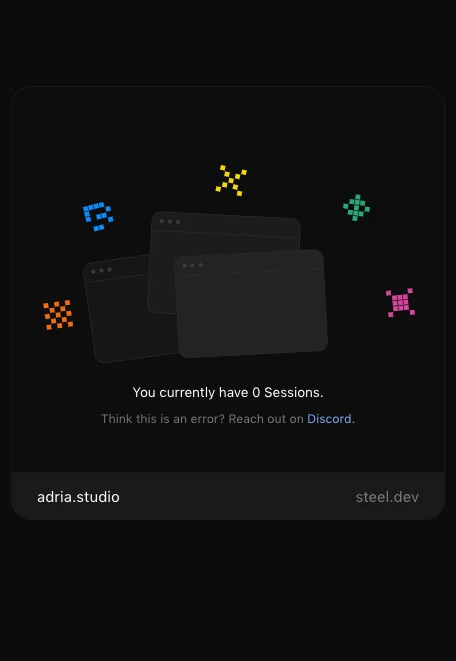 You currently have 0 Sessions.
Think this is an error? Reach out on Discord.
adria.studio
steel.dev